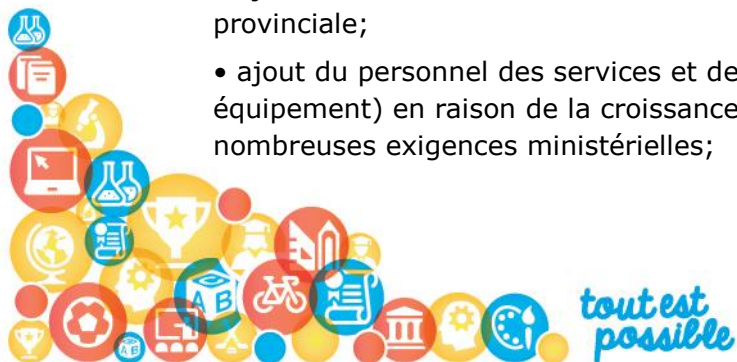 provinciale;
• ajout du personnel des services et de
équipement) en raison de la croissance
nombreuses exigences ministérielles;
A B
A B
tout est
possible